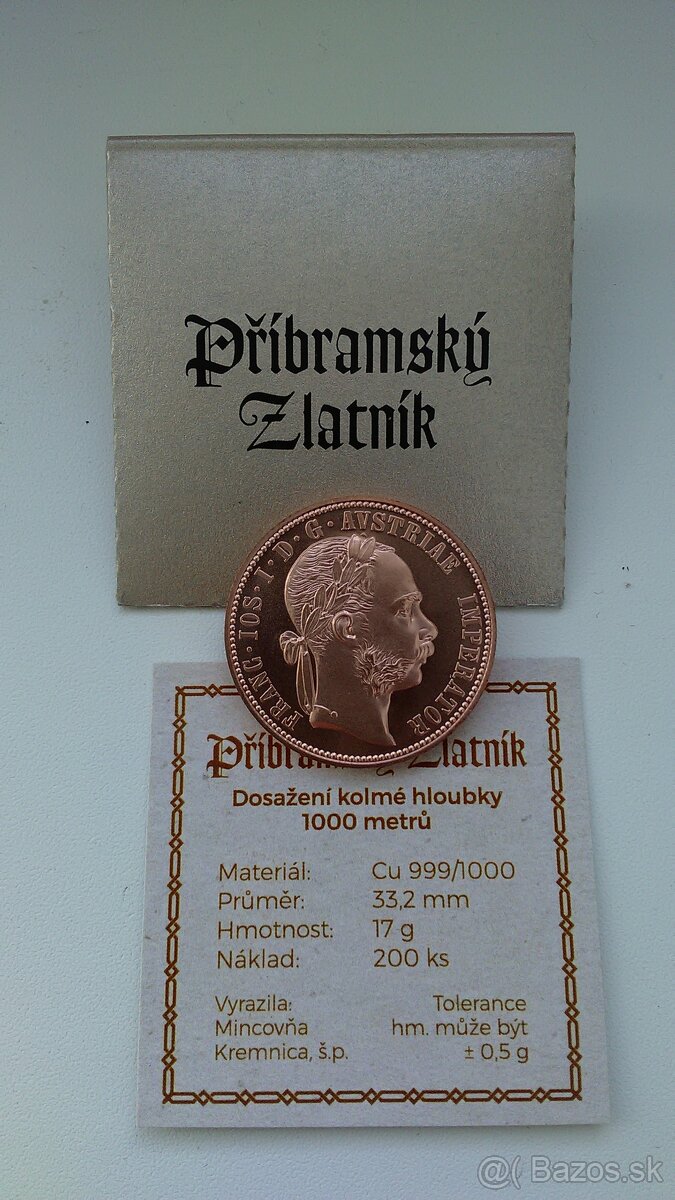 Příbramský
Zlatník
FRANC·IOS·I·D·G·AVSTRIAE IMPERATOR
Příbram Zlatník
Dosažení kolmé hloubky
1000 metrů
Materiál: Cu 999/1000
Průměr: 33,2 mm
Hmotnost: 17 g
Náklad: 200 ks
Vyrazila: Tolerance
Mincovňa hm. může být
Kremnica, š.p. ± 0,5 g
@( Bazos.sk